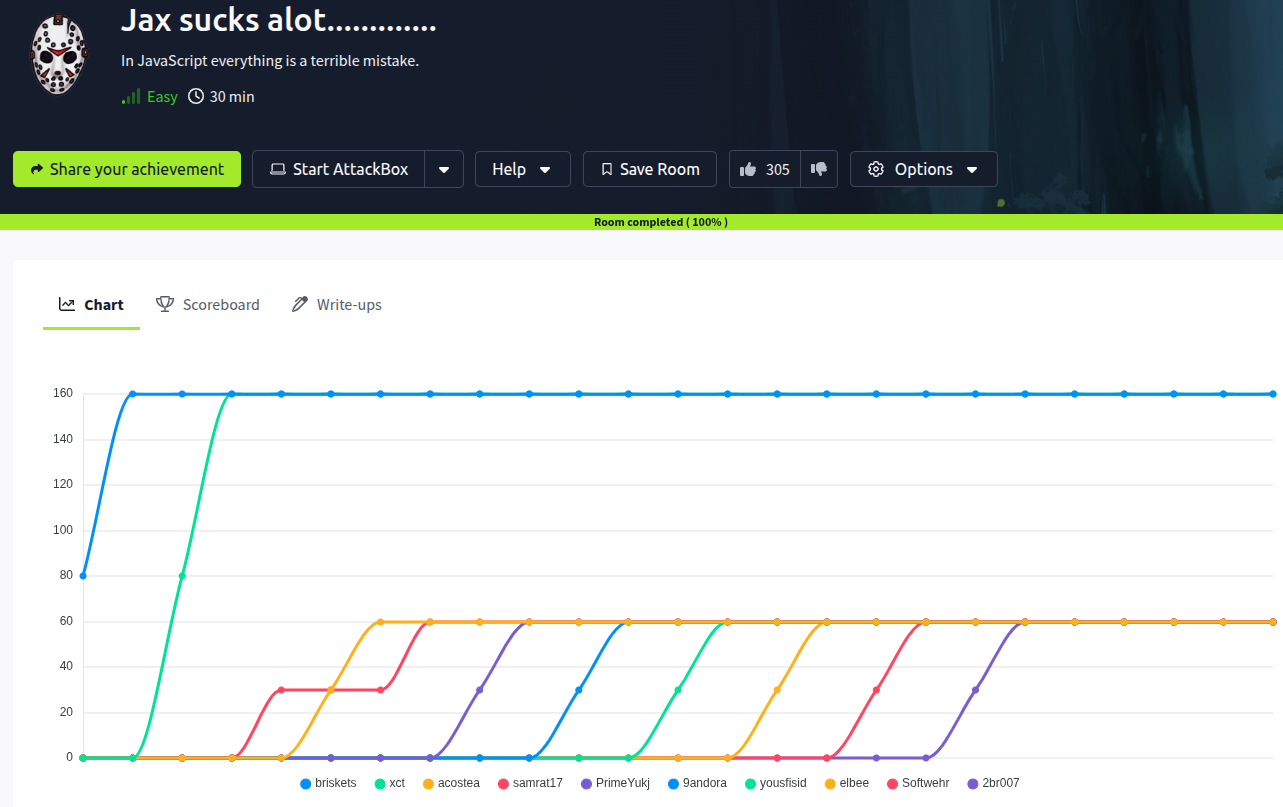 Jax sucks alot.............
In JavaScript everything is a terrible mistake.
Easy 30 min
Share your achievement Start AttackBox Help Save Room 305 Options
Room completed ( 100% )
Chart Scoreboard Write-ups
160
140
120
100
80
60
40
20
0
briskets xct acostea samrat17 PrimeYukj 9andora yousfisid elbee Softwehr 2br007